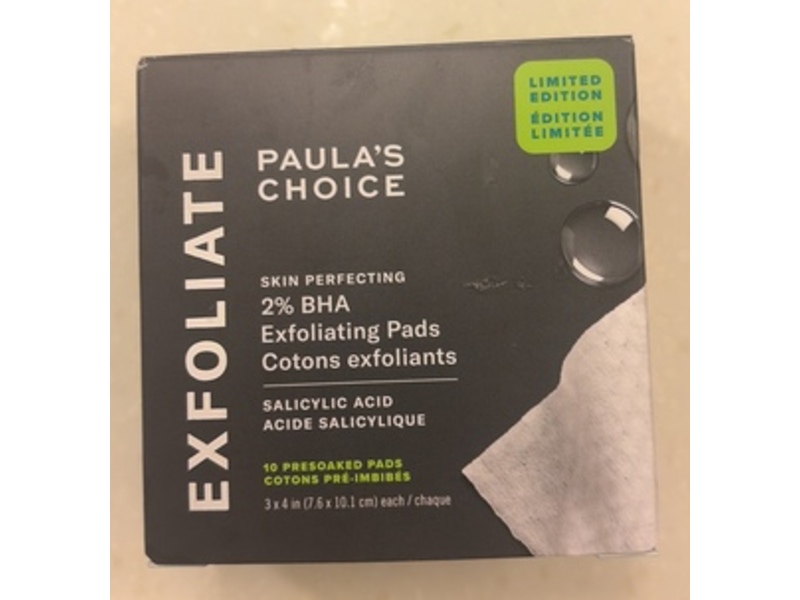 LIMITED
EDITION
ÉDITION
LIMITÉE
EXFOLIATE
PAULA'S
CHOICE
SKIN PERFECTING
2% BHA
Exfoliating Pads
Cotons exfoliants
SALICYLIC ACID
ACIDE SALICYLIQUE
10 PRESOAKED PADS
COTONS PRÉ-IMBIBÉS
3 x 4 in (7.6 x 10.1 cm) each / chaque